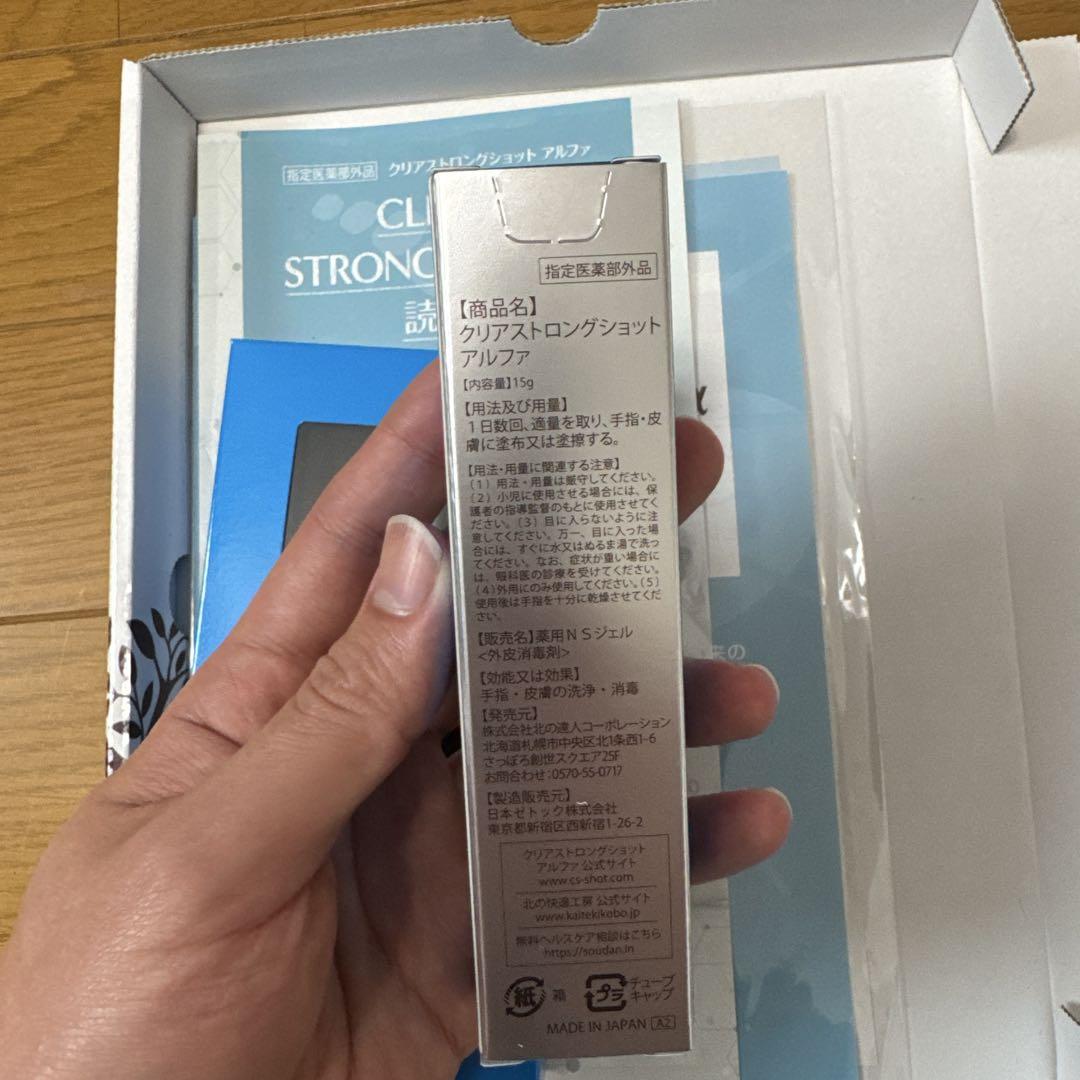 指定医薬部外品 クリアストロングショット アルファ
STRONG
読
指定医薬部外品
【商品名】
クリアストロングショット
アルファ
【内容量】15g
【用法及び用量】
1日数回、適量を取り、手指・皮
膚に塗布又は塗擦する。
【用法・用量に関連する注意】
(1)用法・用量は厳守してください。
(2)小児に使用させる場合には、保
護者の指導監督のもとに使用させてく
ださい。(3)目に入らないように注
意してください。万一、目に入った場
合には、すぐに水又はぬるま湯で洗っ
てください。なお、症状が重い場合に
は、眼科医の診療を受けてください。
(4)外用にのみ使用してください。(5)
使用後は手指を十分に乾燥させてくだ
さい。
【販売名】薬用NSジェル
<外皮消毒剤>
【効能又は効果】
手指・皮膚の洗浄・消毒
【発売元】
株式会社北の達人コーポレーション
北海道札幌市中央区北1条西1-6
さっぽろ創世スクエア25F
お問合わせ:0570-55-0717
【製造販売元】
日本ゼトック株式会社
東京都新宿区西新宿1-26-2
クリアストロングショット
アルファ 公式サイト
www.cs-shot.com
北の快適工房 公式サイト
www.kaitekikobo.jp
無料ヘルスケア相談はこちら
https://soudan.in
紙 箱 プラ チューブ
キャップ
MADE IN JAPAN A2
α
来の